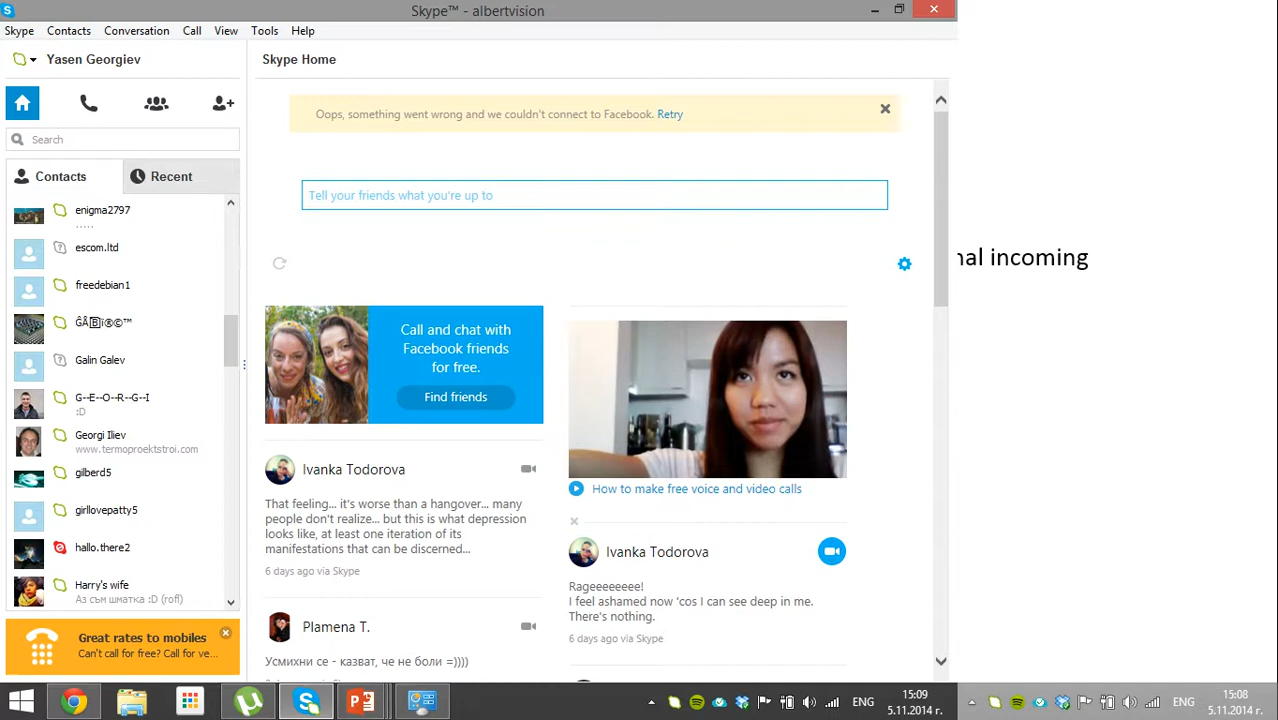 Skype™ - albertvision
Skype Contacts Conversation Call View Tools Help
Yasen Georgiev
Search
Contacts
Recent
enigma2797
.....
escom.ltd
freedebian1
Galin Galev
G--E--O--R--G--I
:D
Georgi Iliev
www.termoproektstroi.com
gilberd5
girllovepatty5
hallo.there2
Harry's wife
Аз съм шматка :D (rofl)
Great rates to mobiles
Can't call for free? Call for ve...
Skype Home
Oops, something went wrong and we couldn't connect to Facebook. Retry
Tell your friends what you're up to
Call and chat with
Facebook friends
for free.
Find friends
Ivanka Todorova
That feeling... it's worse than a hangover... many
people don't realize... but this is what depression
looks like, at least one iteration of its
manifestations that can be discerned...
6 days ago via Skype
Plamena T.
Усмихни се - казват, че не боли =))))
How to make free voice and video calls
Ivanka Todorova
Rageeeeeeee!
I feel ashamed now 'cos I can see deep in me.
There's nothing.
6 days ago via Skype
incoming
ENG
15:09
5.11.2014 г.
ENG
15:08
5.11.2014 г.